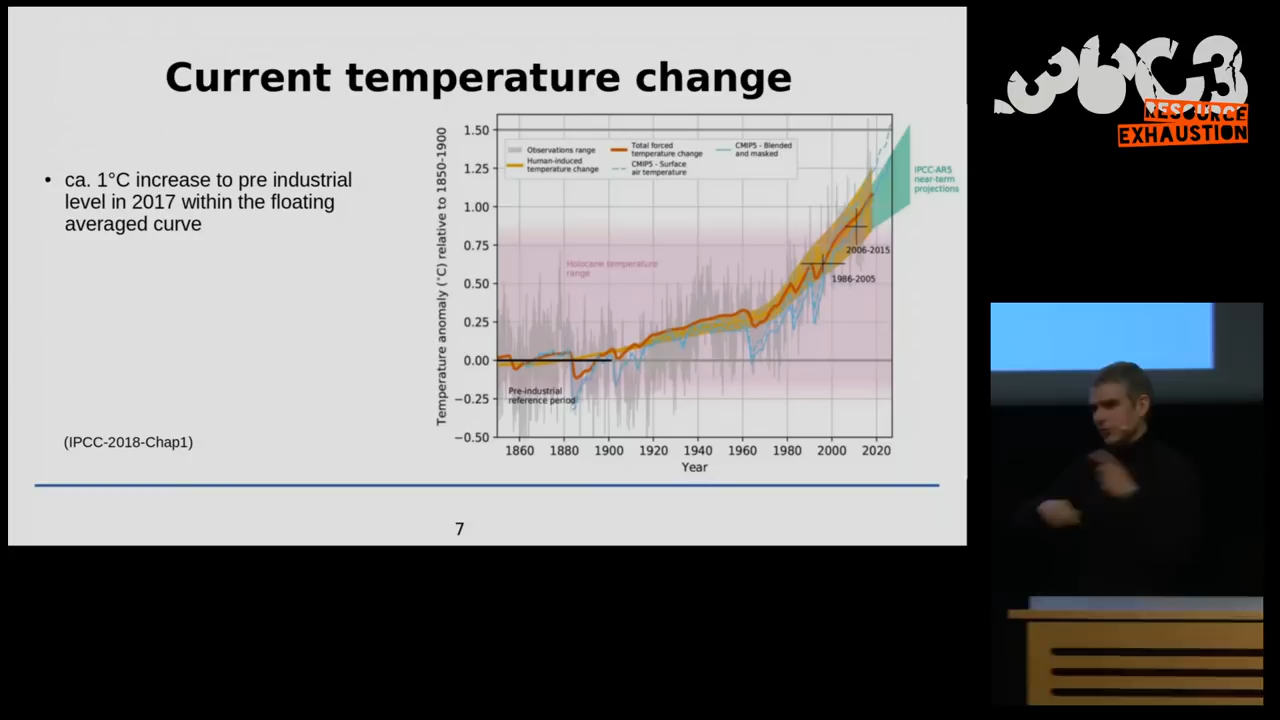 Current temperature change
• ca. 1°C increase to pre industrial
level in 2017 within the floating
averaged curve
(IPCC-2018-Chap1)
Temperature anomaly (°C) relative to 1850-1900
1.50
1.25
1.00
0.75
0.50
0.25
0.00
−0.25
−0.50
Observations range
Human-induced
temperature change
Total forced
temperature change
CMIP5 - Surface
air temperature
CMIP5 - Blended
and masked
IPCC-AR5
near-term
projections
Holocene temperature
range
2006-2015
1986-2005
Pre-industrial
reference period
1860 1880 1900 1920 1940 1960 1980 2000 2020
Year
7
36C3
RESOURCE
EXHAUSTION